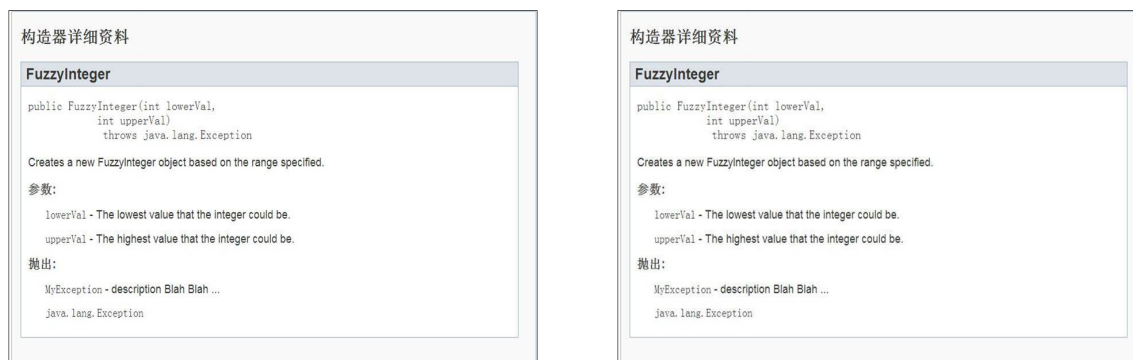 构造器详细资料
FuzzyInteger
public FuzzyInteger(int lowerVal,
int upperVal)
throws java.lang.Exception
Creates a new FuzzyInteger object based on the range specified.
参数:
lowerVal - The lowest value that the integer could be.
upperVal - The highest value that the integer could be.
抛出:
MyException - description Blah Blah ...
java.lang.Exception
构造器详细资料
FuzzyInteger
public FuzzyInteger(int lowerVal,
int upperVal)
throws java.lang.Exception
Creates a new FuzzyInteger object based on the range specified.
参数:
lowerVal - The lowest value that the integer could be.
upperVal - The highest value that the integer could be.
抛出:
MyException - description Blah Blah ...
java.lang.Exception